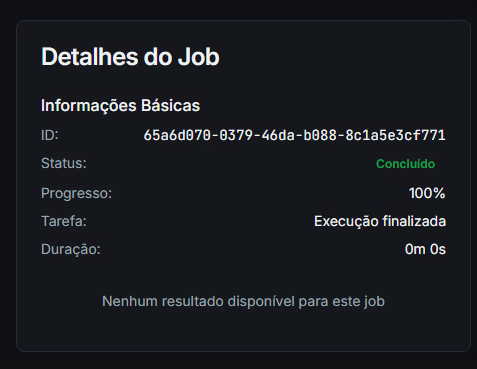 Detalhes do Job
Informações Básicas
ID: 65a6d070-0379-46da-b088-8c1a5e3cf771
Status: Concluído
Progresso: 100%
Tarefa: Execução finalizada
Duração: 0m 0s
Nenhum resultado disponível para este job